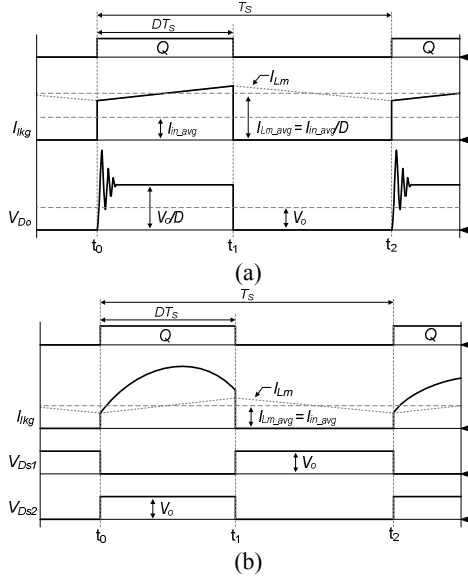 T_S
DT_S
Q
Q
I_Lm
I_lkg
I_in_avg
I_Lm_avg = I_in_avg/D
V_Do
V_o/D
V_o
t_0
t_1
t_2
(a)
T_S
DT_S
Q
Q
I_Lm
I_lkg
I_Lm_avg = I_in_avg
V_Ds1
V_o
V_Ds2
V_o
t_0
t_1
t_2
(b)